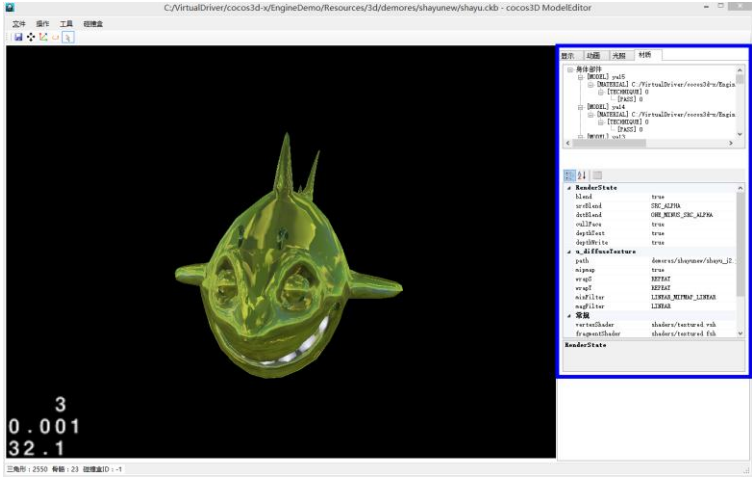 C:/VirtualDriver/cocos3d-x/EngineDemo/Resources/3d/demores/shayunew/shayu.ckb - cocos3D ModelEditor
文件 操作 工具 碰撞盒
显示 动画 光照 材质
身体部件
[MODEL] yu15
[MATERIAL] C:/VirtualDriver/cocos3d-x/Engin
[TECHNIQUE] 0
[PASS] 0
[MODEL] yu14
[MATERIAL] C:/VirtualDriver/cocos3d-x/Engin
[TECHNIQUE] 0
[PASS] 0
[MODEL] yu13
RenderState
blend true
srcBlend SRC_ALPHA
dstBlend ONE_MINUS_SRC_ALPHA
cullFace true
depthTest true
depthWrite true
u_diffuseTexture
path demores/shayunew/shayu_j2.
mipmap true
wrapS REPEAT
wrapT REPEAT
minFilter LINEAR_MIPMAP_LINEAR
magFilter LINEAR
常规
vertexShader shaders/textured.vsh
fragmentShader shaders/textured.fsh
RenderState
3
0.001
32.1
三角形：2550 骨骼：23 碰撞盒ID：-1